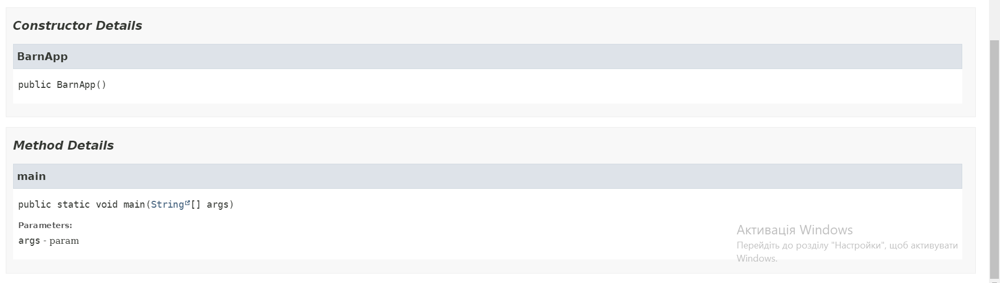 Constructor Details
BarnApp
public BarnApp()
Method Details
main
public static void main(String[] args)
Parameters:
args - param
Активація Windows
Перейдіть до розділу "Настройки", щоб активувати
Windows.